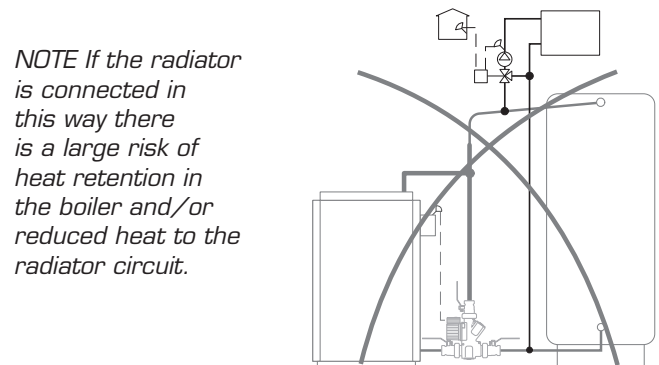 NOTE If the radiator
is connected in
this way there
is a large risk of
heat retention in
the boiler and/or
reduced heat to the
radiator circuit.